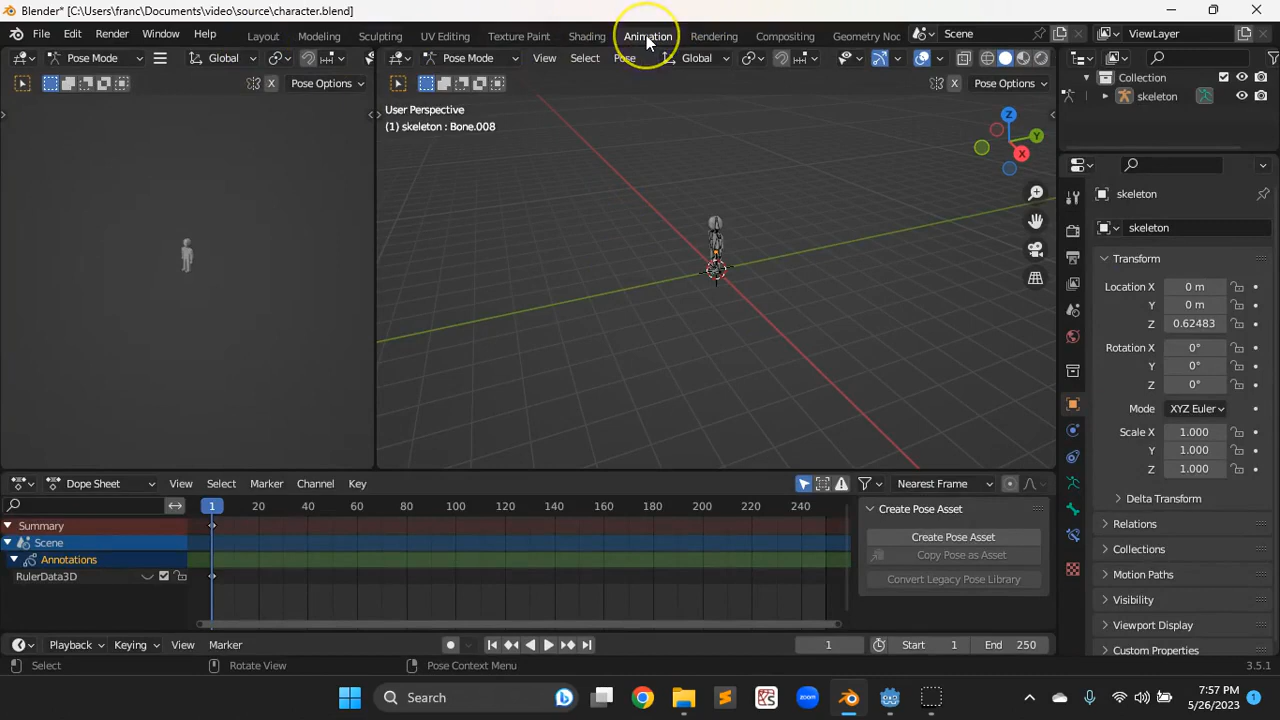 Blender* [C:\Users\franc\Documents\video\source\character.blend]
File Edit Render Window Help Layout Modeling Sculpting UV Editing Texture Paint Shading Animation Rendering Compositing Geometry Noc Scene ViewLayer
Pose Mode Global Pose Options
Pose Mode View Select Pose Global Pose Options
X
X
User Perspective
(1) skeleton : Bone.008
Z
Y
X
Collection
skeleton
skeleton
skeleton
Transform
Location X 0 m
Y 0 m
Z 0.62483
Rotation X 0°
Y 0°
Z 0°
Mode XYZ Euler
Scale X 1.000
Y 1.000
Z 1.000
Delta Transform
Relations
Collections
Motion Paths
Visibility
Viewport Display
Custom Properties
Dope Sheet View Select Marker Channel Key Nearest Frame
1 20 40 60 80 100 120 140 160 180 200 220 240
Summary
Scene
Annotations
RulerData3D
Create Pose Asset
Create Pose Asset
Copy Pose as Asset
Convert Legacy Pose Library
Playback Keying View Marker 1 Start 1 End 250
Select Rotate View Pose Context Menu 3.5.1
Search zoom 7:57 PM
5/26/2023 1